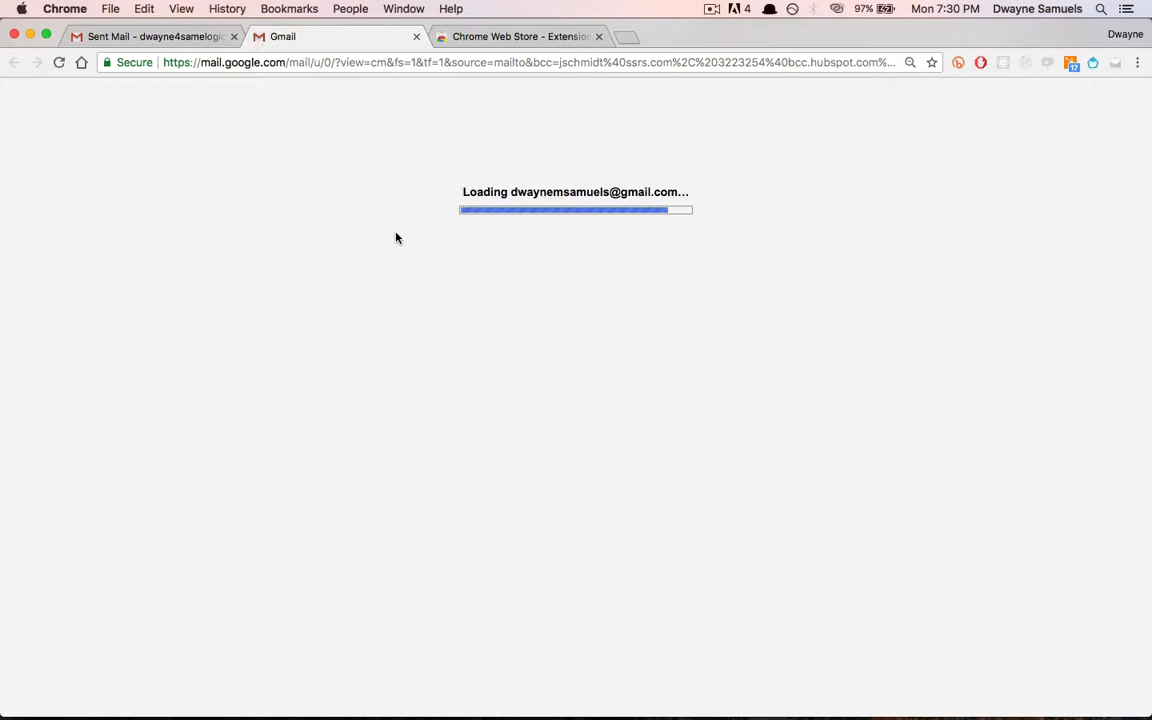 Chrome File Edit View History Bookmarks People Window Help 4 97% Mon 7:30 PM Dwayne Samuels
Sent Mail - dwayne4samelogic Gmail Chrome Web Store - Extension Dwayne
Secure https://mail.google.com/mail/u/0/?view=cm&fs=1&tf=1&source=mailto&bcc=jschmidt%40ssrs.com%2C%203223254%40bcc.hubspot.com%... 17
Loading dwaynemsamuels@gmail.com...